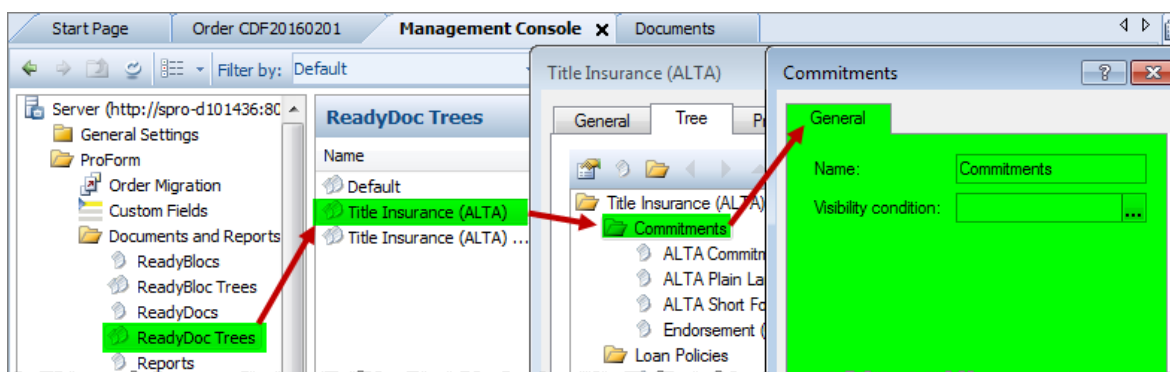 Start Page
Order CDF20160201
Management Console
Documents
Filter by: Default
Server (http://spro-d101436:80
General Settings
ProForm
Order Migration
Custom Fields
Documents and Reports
ReadyBlocs
ReadyBloc Trees
ReadyDocs
ReadyDoc Trees
Reports
ReadyDoc Trees
Name
Default
Title Insurance (ALTA)
Title Insurance (ALTA) ...
Title Insurance (ALTA)
General
Tree
Title Insurance (ALTA)
Commitments
ALTA Commitm
ALTA Plain La
ALTA Short Fo
Endorsement (
Loan Policies
Commitments
?
General
Name:
Commitments
Visibility condition:
...